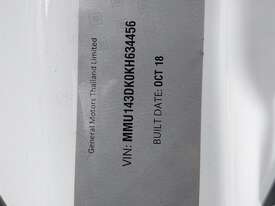 General Motors Thailand Limited
VIN: MMU143DK0KH634456
BUILT DATE: OCT 18